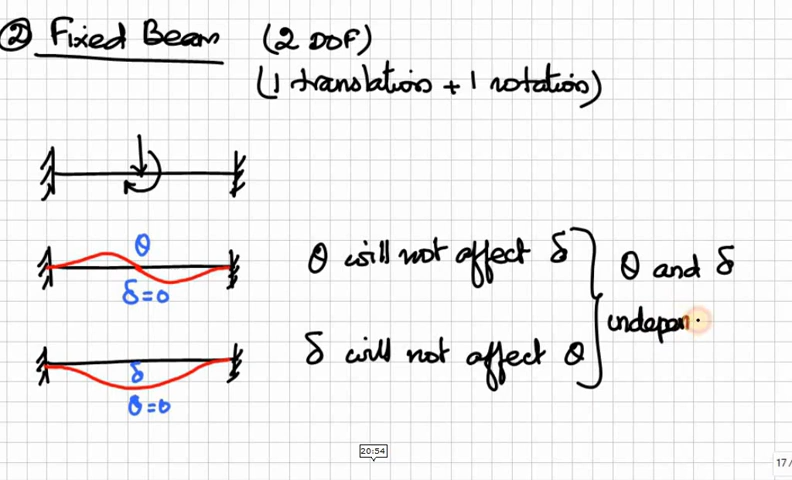 ② Fixed Beam (2 DOF)
(1 translation + 1 rotation)
θ
δ=0
θ will not affect δ
θ and δ
indepen
δ
θ=0
δ will not affect θ
20:54
17/